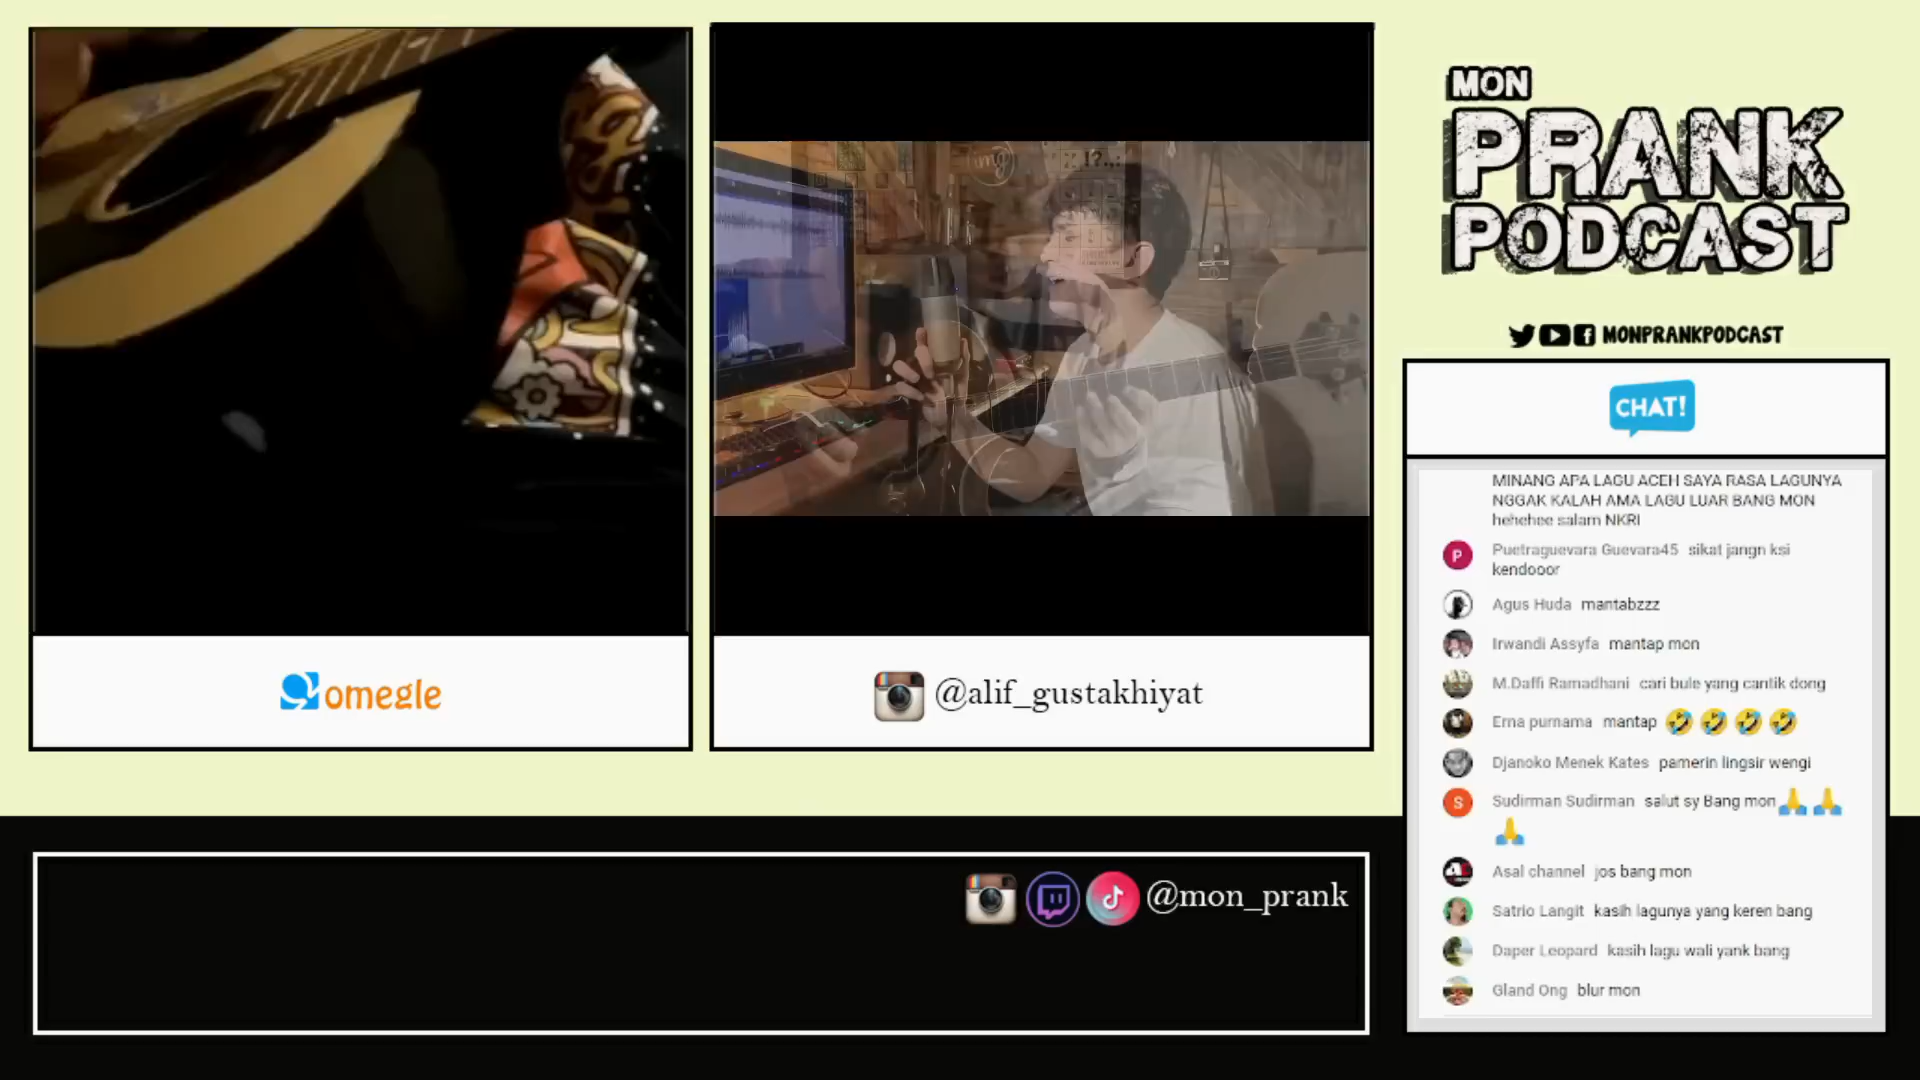 MON
PRANK
PODCAST
MONPRANKPODCAST
CHAT!
MINANG APA LAGU ACEH SAYA RASA LAGUNYA
NGGAK KALAH AMA LAGU LUAR BANG MON
hehehee salam NKRI
P
Puetraguevara Guevara45 sikat jangn ksi
kendooor
Agus Huda mantabzzz
Irwandi Assyfa mantap mon
M.Daffi Ramadhani cari bule yang cantik dong
Erna purnama mantap 🤣🤣🤣🤣
Djanoko Menek Kates pamerin lingsir wengi
S
Sudirman Sudirman salut sy Bang mon🙏🙏
🙏
Asal channel jos bang mon
Satrio Langit kasih lagunya yang keren bang
Daper Leopard kasih lagu wali yank bang
Gland Ong blur mon
omegle
@alif_gustakhiyat
@mon_prank
!?..: